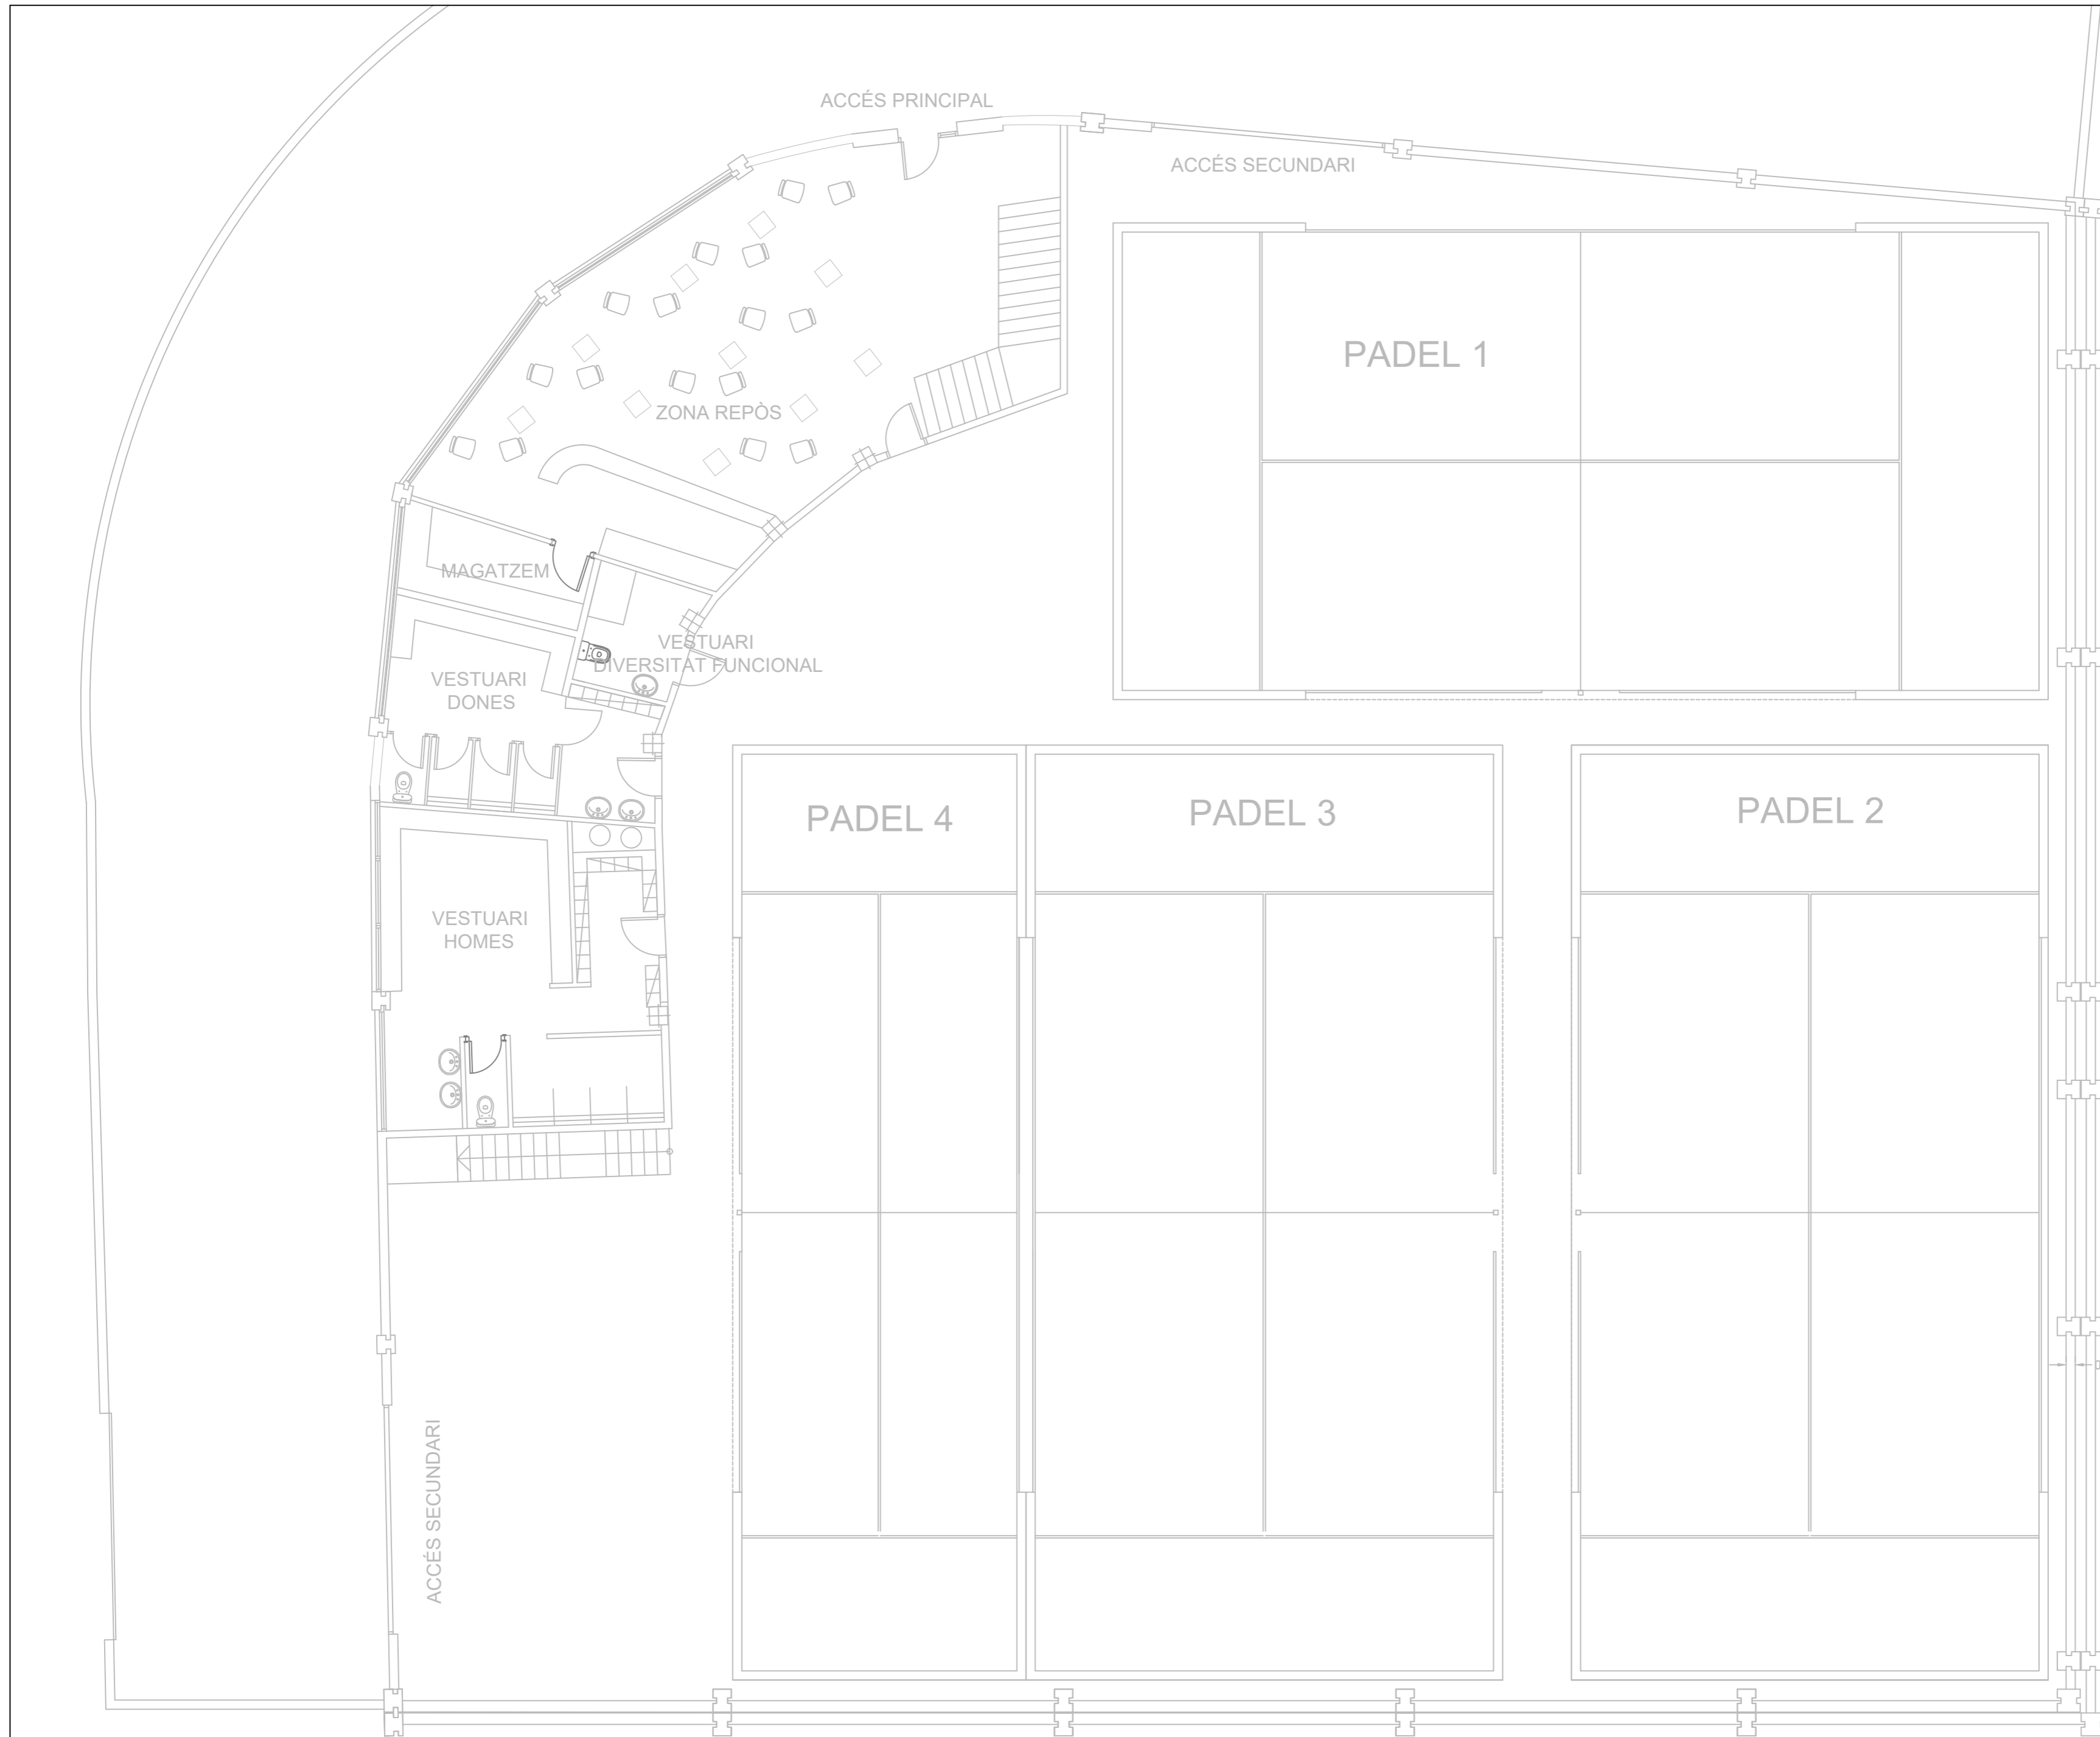 ACCÉS PRINCIPAL
ACCÉS SECUNDARI
PADEL 1
ZONA REPÒS
MAGATZEM
VESTUARI
DIVERSITAT FUNCIONAL
VESTUARI
DONES
PADEL 4
PADEL 3
PADEL 2
VESTUARI
HOMES
ACCÉS SECUNDARI